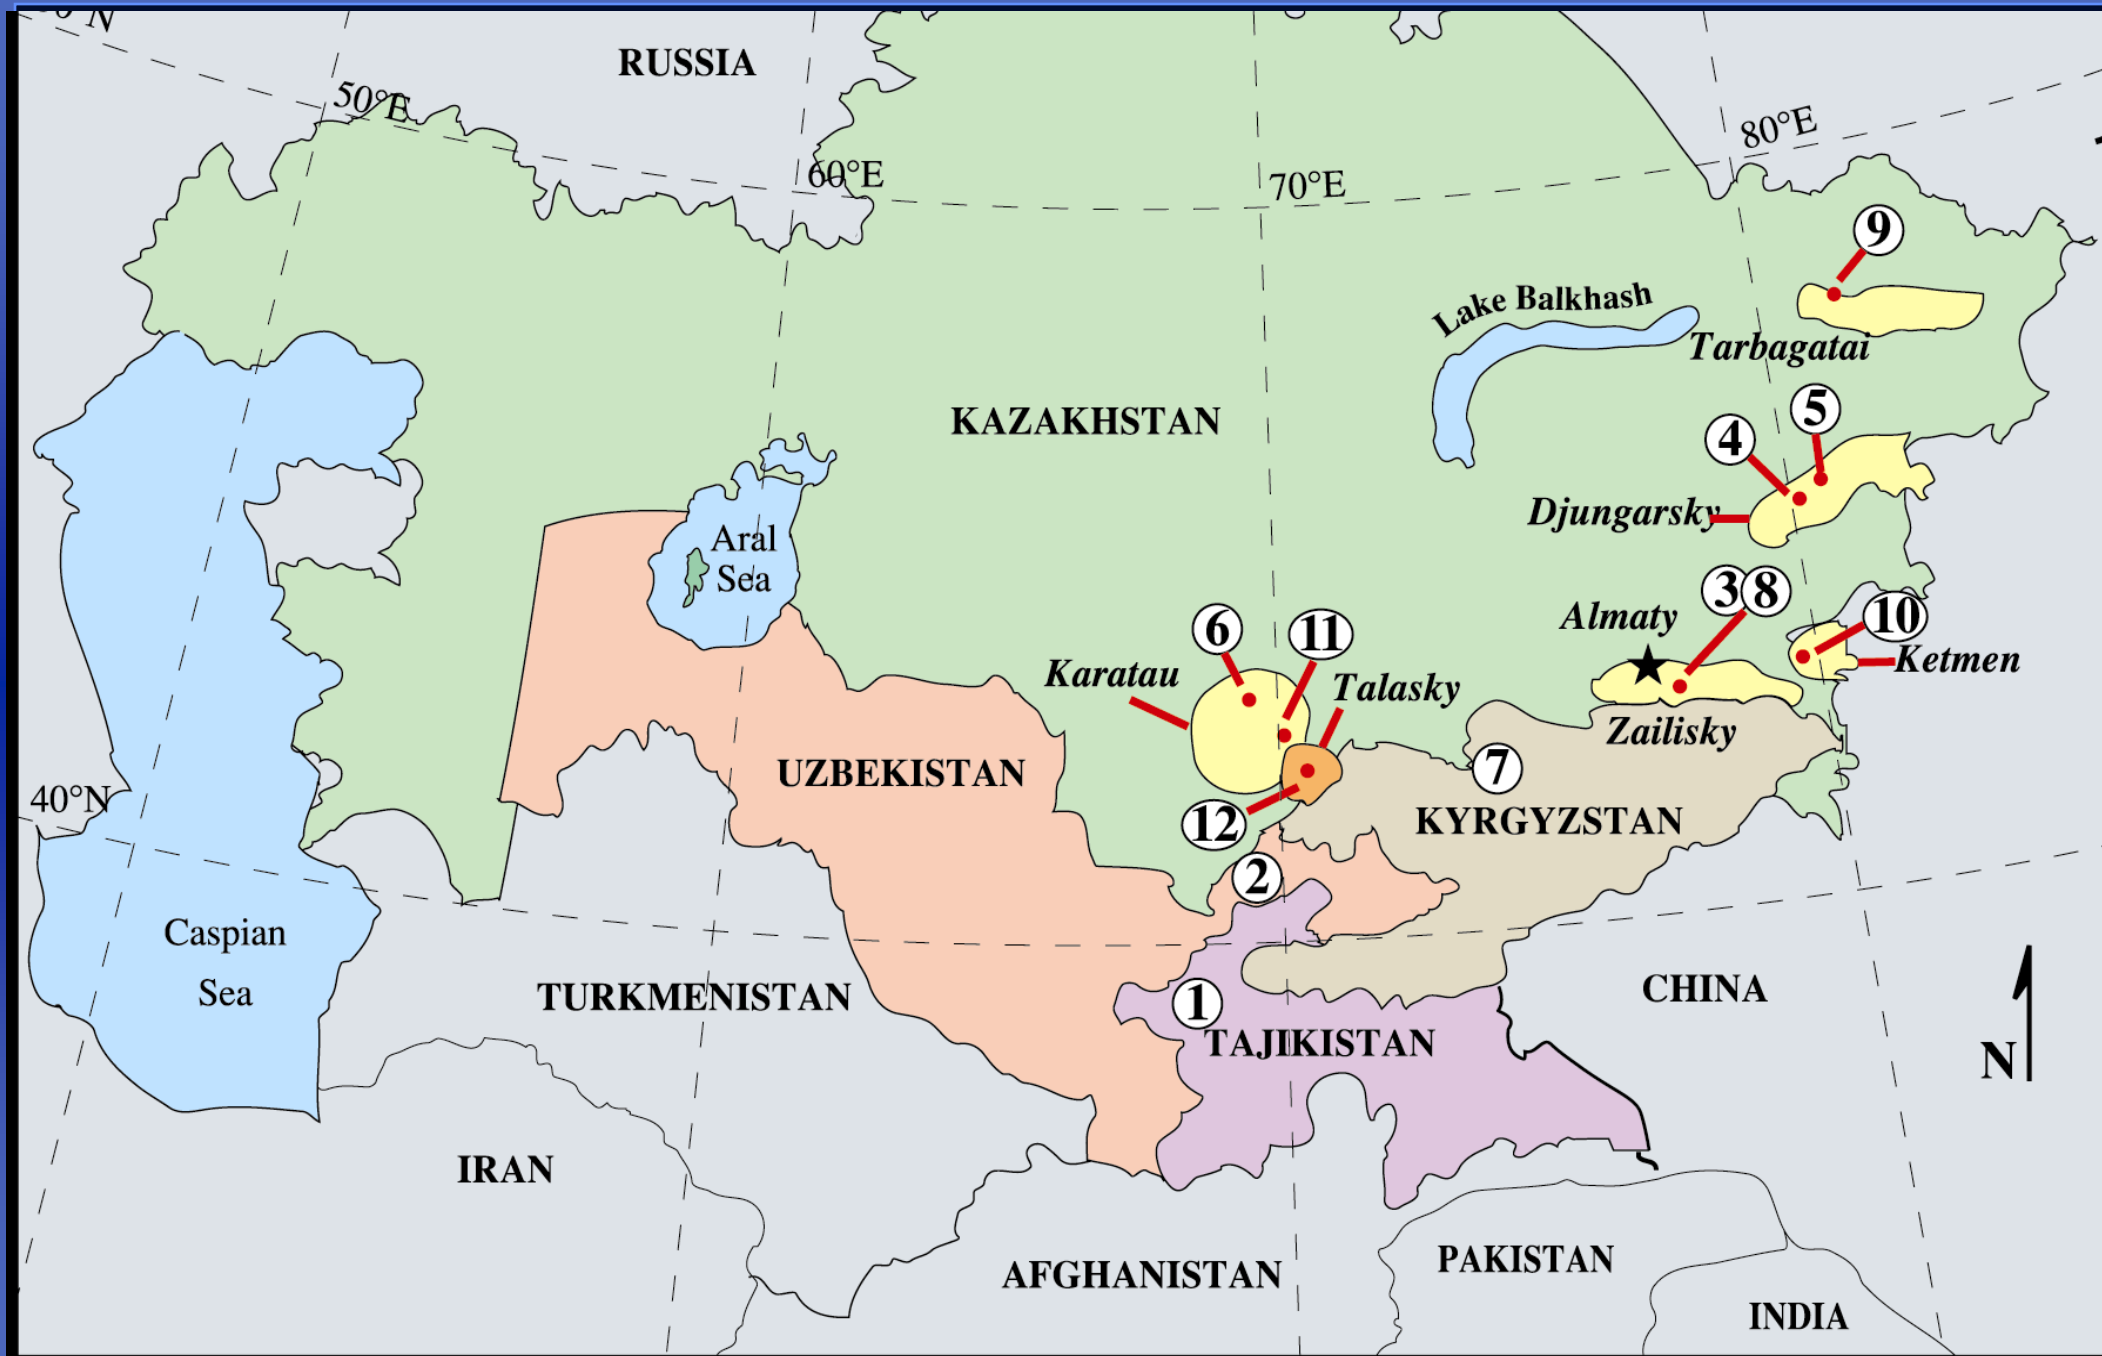 RUSSIA
50°E
80°E
60°E
70°E
9
Lake Balkhash
Tarbagatai
5
4
KAZAKHSTAN
Djungarsky
Aral
Sea
3
8
Almaty
10
6
11
Ketmen
Karatau
Talasky
Zailisky
7
UZBEKISTAN
40°N
12
KYRGYZSTAN
2
Caspian
Sea
TURKMENISTAN
1
CHINA
TAJIKISTAN
N
IRAN
AFGHANISTAN
PAKISTAN
INDIA